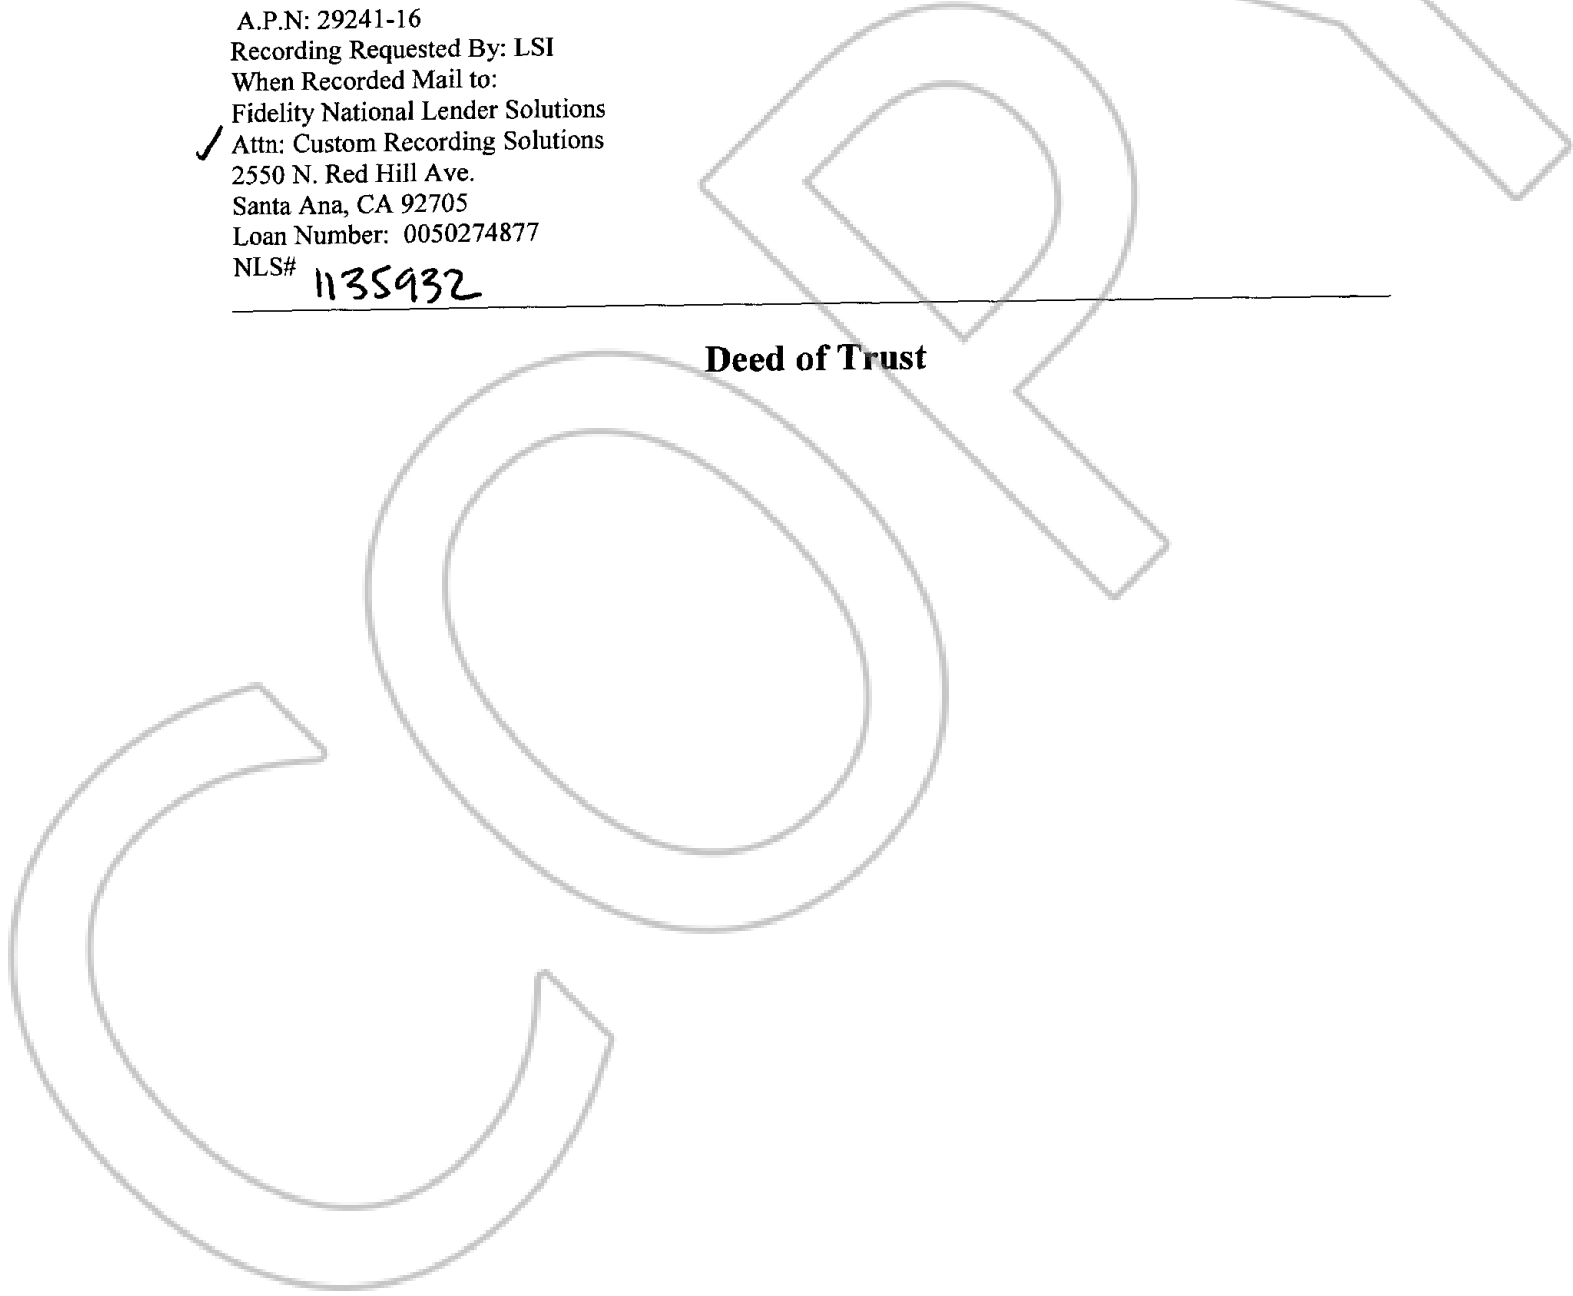 A.P.N: 29241-16
Recording Requested By: LSI
When Recorded Mail to:
Fidelity National Lender Solutions
Attn: Custom Recording Solutions
2550 N. Red Hill Ave.
Santa Ana, CA 92705
Loan Number: 0050274877
NLS# 1135932
Deed of Trust
COPY